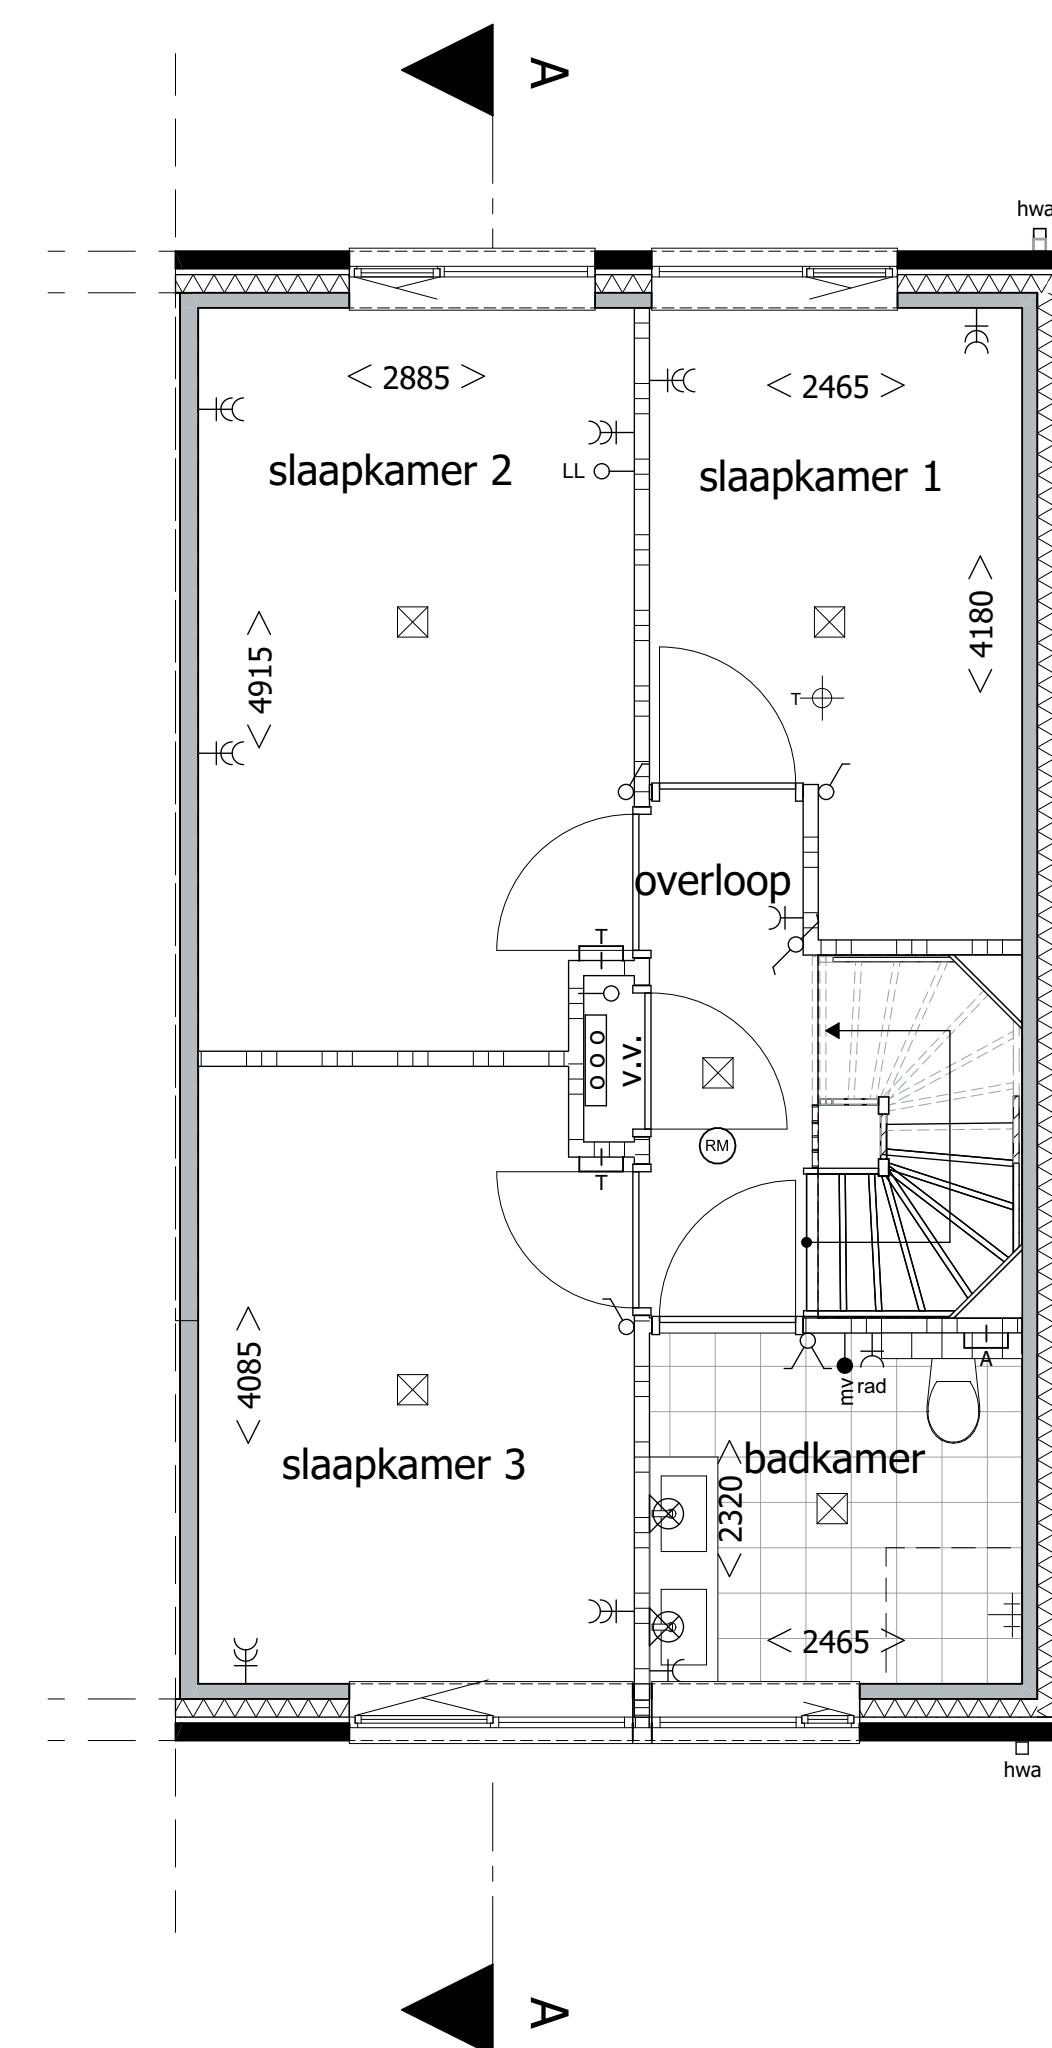 A
hwa
< 2885 >
< 2465 >
slaapkamer 2
LL
slaapkamer 1
< 4180 >
< 4915 >
T
overloop
T
v.v.
RM
T
< 4085 >
A
mv
rad
slaapkamer 3
badkamer
< 2320 >
< 2465 >
hwa
A